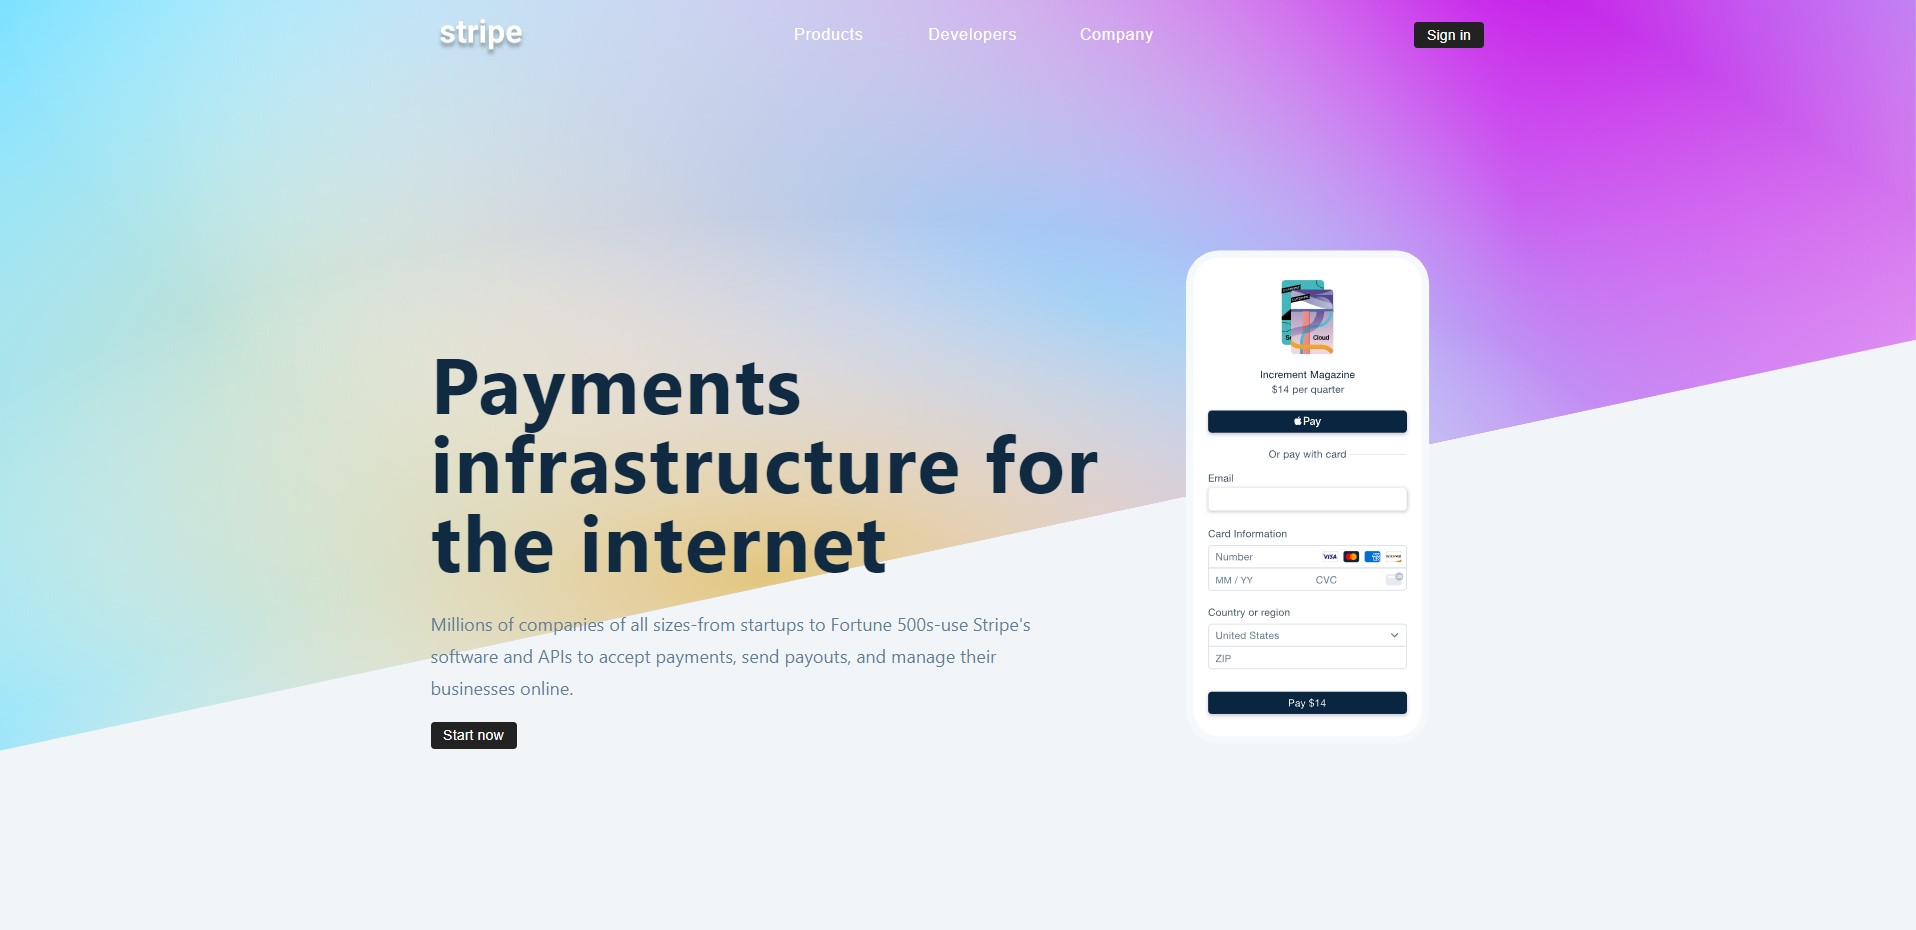 stripe
Products
Developers
Company
Sign in
Payments
infrastructure for
the internet
Millions of companies of all sizes-from startups to Fortune 500s-use Stripe's
software and APIs to accept payments, send payouts, and manage their
businesses online.
Start now
Cloud
Increment Magazine
$14 per quarter
Pay
Or pay with card
Email
Card Information
Number
VISA
MM / YY
CVC
Country or region
United States
ZIP
Pay $14